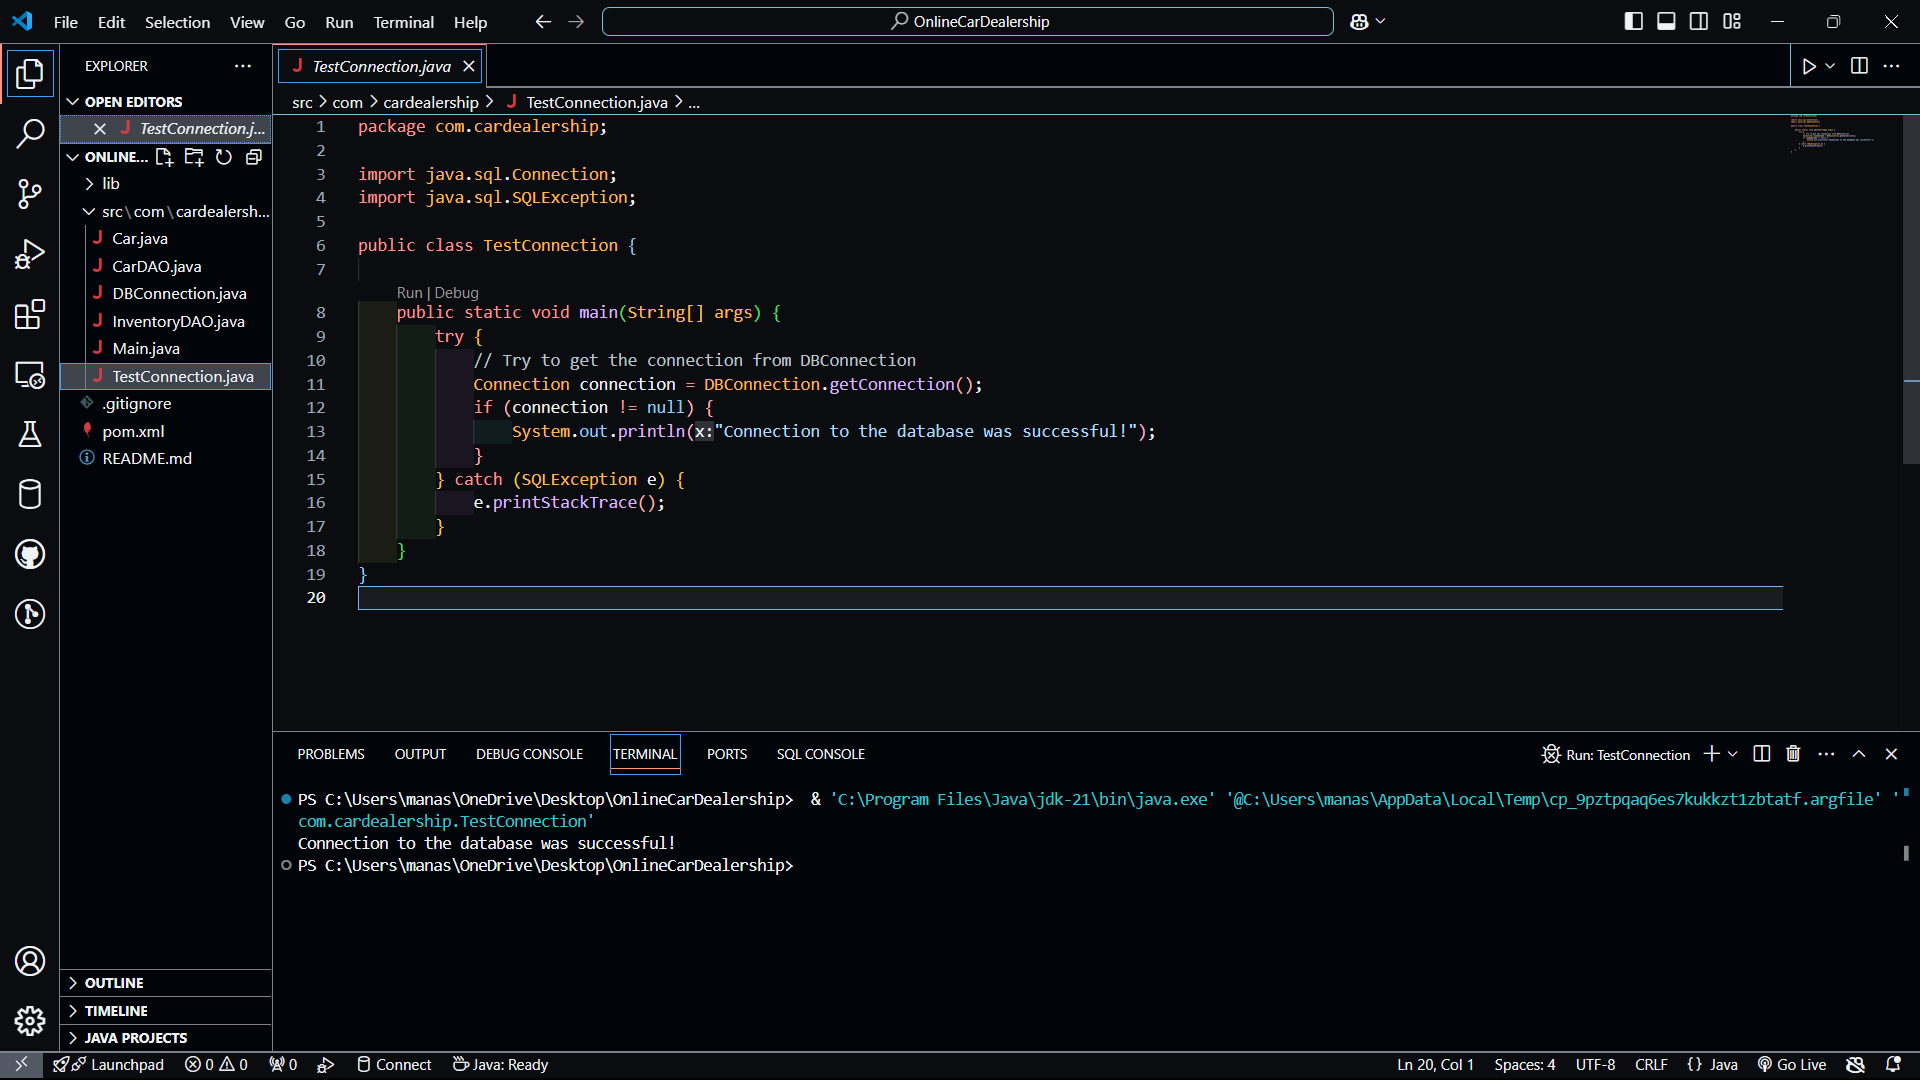 File Edit Selection View Go Run Terminal Help
OnlineCarDealership
EXPLORER
OPEN EDITORS
TestConnection.j...
ONLINE...
lib
src\com\cardealersh...
Car.java
CarDAO.java
DBConnection.java
InventoryDAO.java
Main.java
TestConnection.java
.gitignore
pom.xml
README.md
OUTLINE
TIMELINE
JAVA PROJECTS
TestConnection.java
src > com > cardealership > TestConnection.java > ...
1 package com.cardealership;
2
3 import java.sql.Connection;
4 import java.sql.SQLException;
5
6 public class TestConnection {
7
Run | Debug
8 public static void main(String[] args) {
9 try {
10 // Try to get the connection from DBConnection
11 Connection connection = DBConnection.getConnection();
12 if (connection != null) {
13 System.out.println(x:"Connection to the database was successful!");
14 }
15 } catch (SQLException e) {
16 e.printStackTrace();
17 }
18 }
19 }
20
PROBLEMS OUTPUT DEBUG CONSOLE TERMINAL PORTS SQL CONSOLE
Run: TestConnection
PS C:\Users\manas\OneDrive\Desktop\OnlineCarDealership> & 'C:\Program Files\Java\jdk-21\bin\java.exe' '@C:\Users\manas\AppData\Local\Temp\cp_9pztpqaq6es7kukkzt1zbtatf.argfile' '
com.cardealership.TestConnection'
Connection to the database was successful!
PS C:\Users\manas\OneDrive\Desktop\OnlineCarDealership>
Launchpad 0 0 0 Connect Java: Ready
Ln 20, Col 1 Spaces: 4 UTF-8 CRLF {} Java Go Live